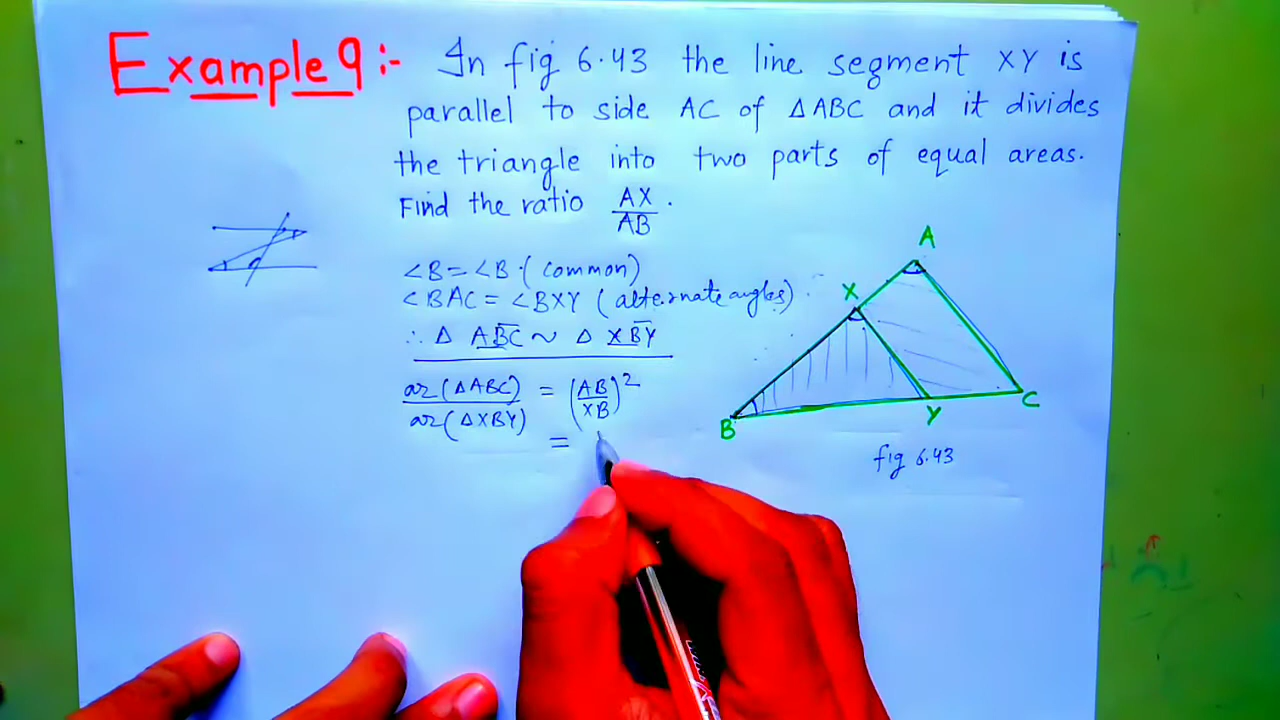 Example 9:- In fig 6.43 the line segment XY is
parallel to side AC of ΔABC and it divides
the triangle into two parts of equal areas.
Find the ratio AX/AB.
∠B = ∠B (common)
∠BAC = ∠BXY (alternate angles)
∴ Δ ABC ~ Δ XBY
ar(ΔABC)/ar(ΔXBY) = (AB/XB)²
=
A
X
B
Y
C
fig 6.43